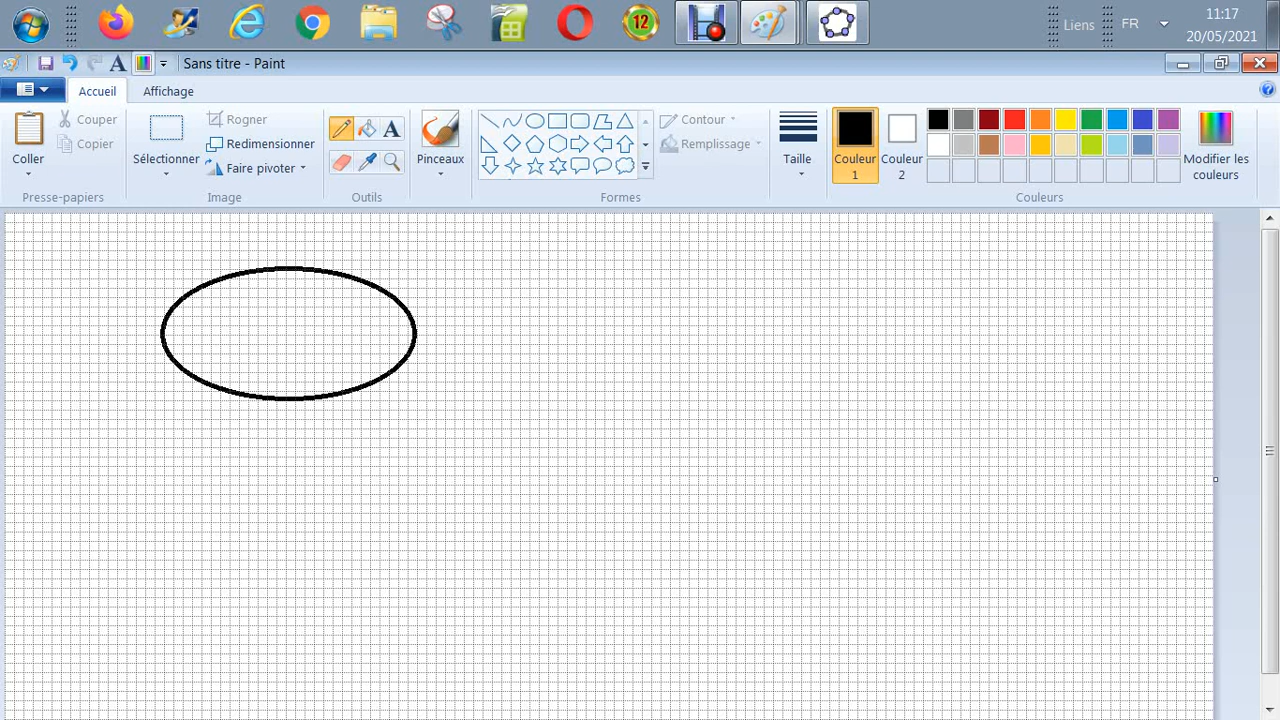 11:17
Liens FR
12
20/05/2021
A Sans titre - Paint
Accueil Affichage
Coller
Couper
Copier
Presse-papiers
Sélectionner
Rogner
Redimensionner
Faire pivoter
Image
A
Outils
Pinceaux
Contour
Remplissage
Formes
Taille
Couleur
1
Couleur
2
Modifier les
couleurs
Couleurs